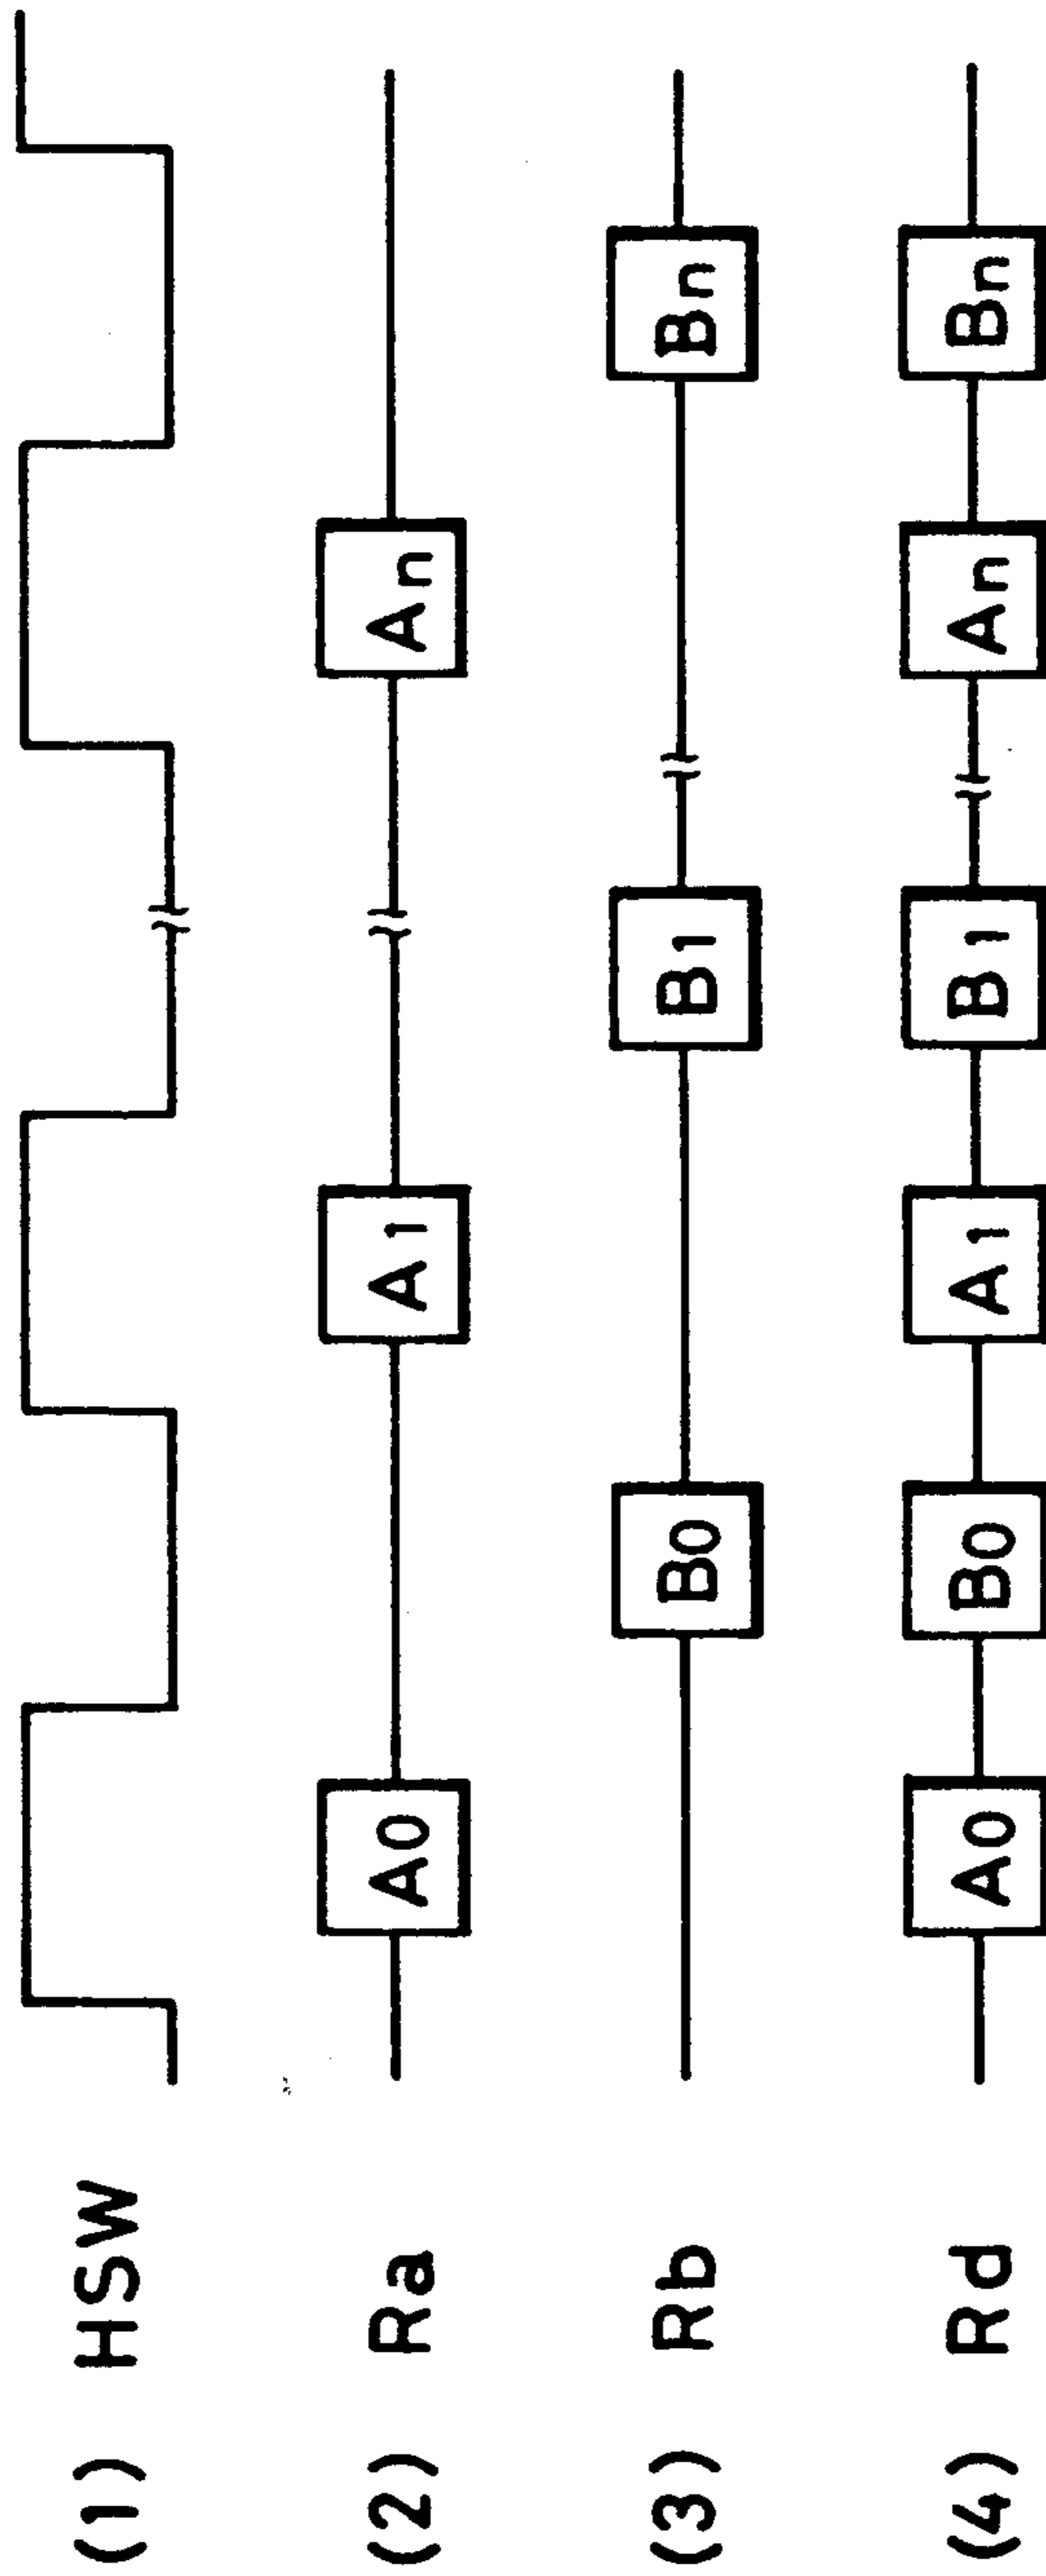 (1) HSW
(2) Ra A0 A1 An
(3) Rb B0 B1 Bn
(4) Rd A0 B0 A1 B1 An Bn